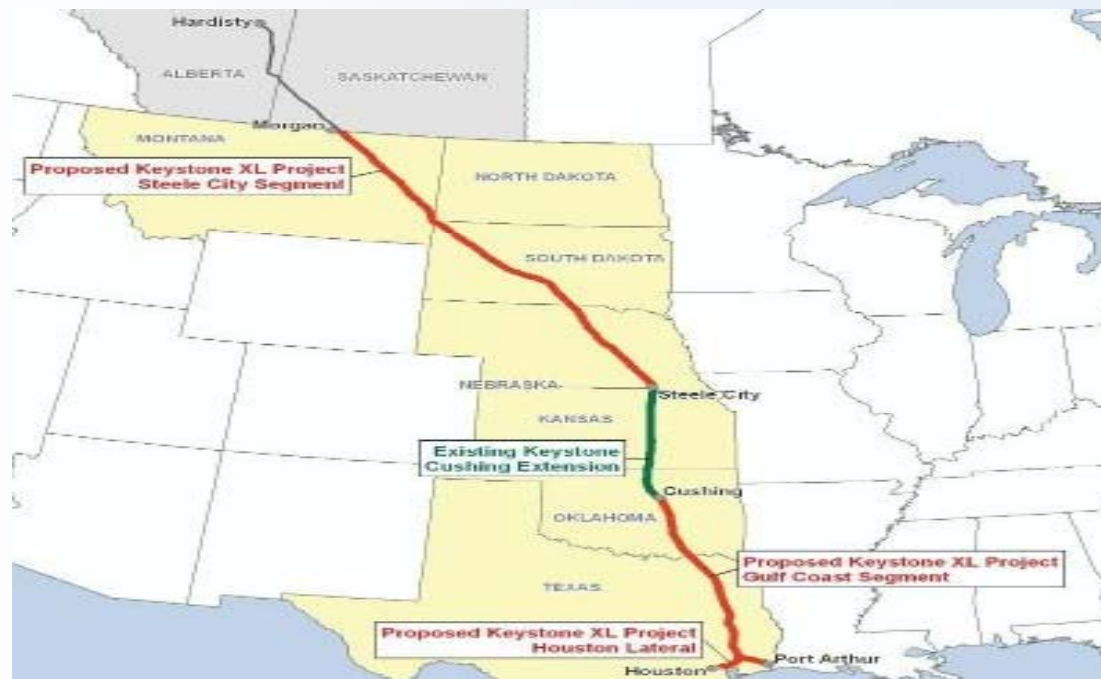 Hardisty
ALBERTA
SASKATCHEWAN
Morgan
MONTANA
Proposed Keystone XL Project
Steele City Segment
NORTH DAKOTA
SOUTH DAKOTA
NEBRASKA
Steele City
KANSAS
Existing Keystone
Cushing Extension
Cushing
OKLAHOMA
Proposed Keystone XL Project
Gulf Coast Segment
TEXAS
Proposed Keystone XL Project
Houston Lateral
Port Arthur
Houston